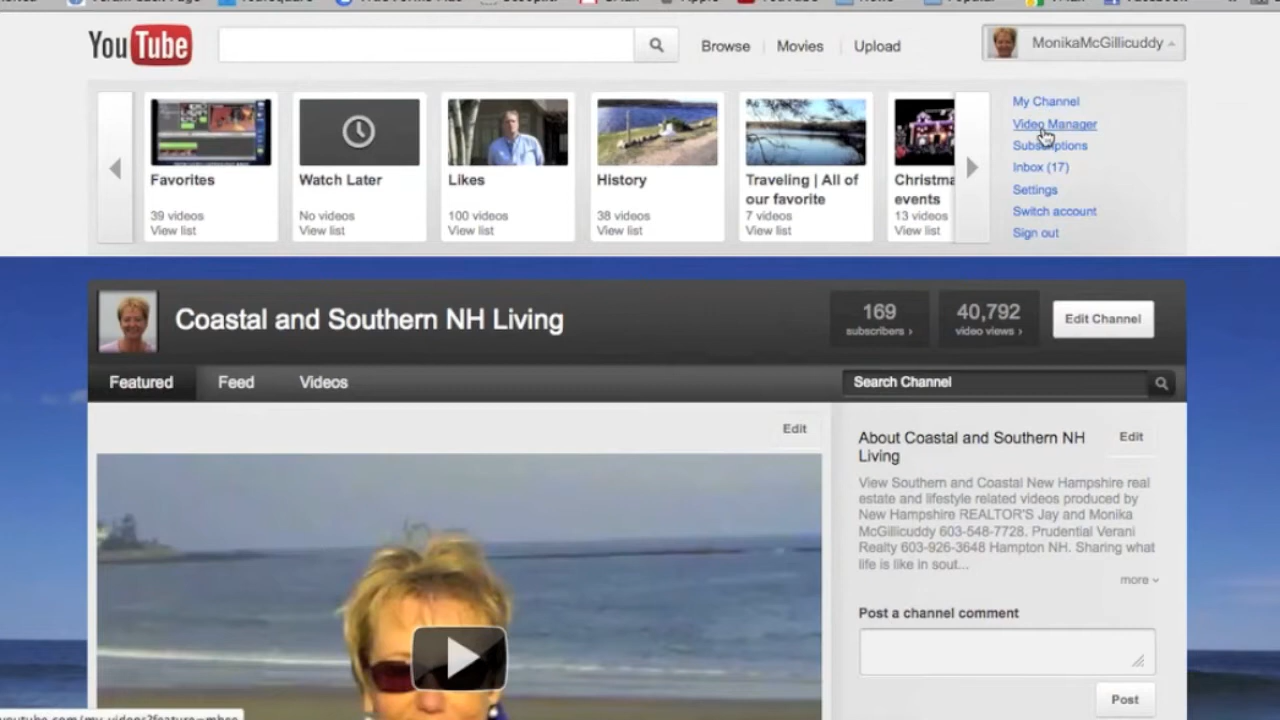 YouTube
Browse
Movies
Upload
MonikaMcGillicuddy
Favorites
39 videos
View list
Watch Later
No videos
View list
Likes
100 videos
View list
History
38 videos
View list
Traveling | All of
our favorite
7 videos
View list
Christma
events
13 videos
View list
My Channel
Video Manager
Subscriptions
Inbox (17)
Settings
Switch account
Sign out
Coastal and Southern NH Living
169
subscribers ›
40,792
video views ›
Edit Channel
Featured
Feed
Videos
Search Channel
Edit
About Coastal and Southern NH
Living
Edit
View Southern and Coastal New Hampshire real
estate and lifestyle related videos produced by
New Hampshire REALTOR'S Jay and Monika
McGillicuddy 603-548-7728. Prudential Verani
Realty 603-926-3648 Hampton NH. Sharing what
life is like in sout...
more
Post a channel comment
Post